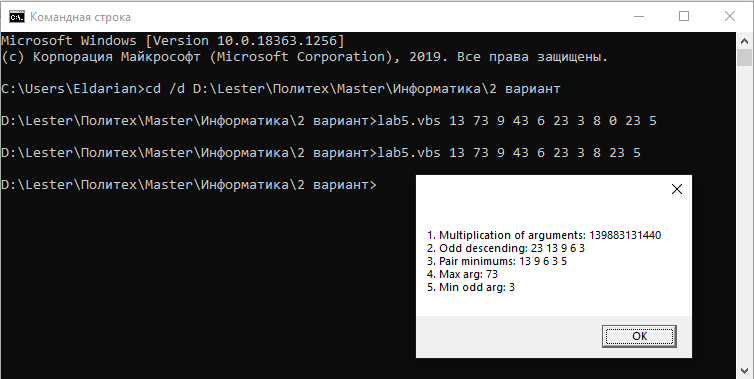 Командная строка
Microsoft Windows [Version 10.0.18363.1256]
(c) Корпорация Майкрософт (Microsoft Corporation), 2019. Все права защищены.
C:\Users\Eldarian>cd /d D:\Lester\Политех\Master\Информатика\2 вариант
D:\Lester\Политех\Master\Информатика\2 вариант>lab5.vbs 13 73 9 43 6 23 3 8 0 23 5
D:\Lester\Политех\Master\Информатика\2 вариант>lab5.vbs 13 73 9 43 6 23 3 8 23 5
D:\Lester\Политех\Master\Информатика\2 вариант>
1. Multiplication of arguments: 139883131440
2. Odd descending: 23 13 9 6 3
3. Pair minimums: 13 9 6 3 5
4. Max arg: 73
5. Min odd arg: 3
OK